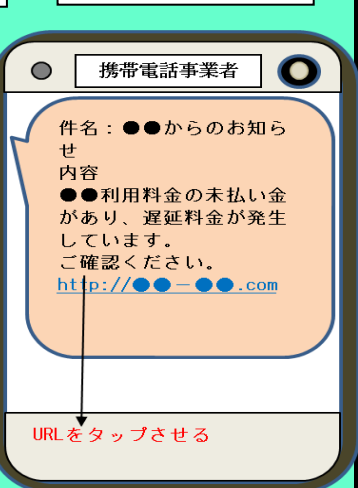 携帯電話事業者
件名：●●からのお知ら
せ
内容
●●利用料金の未払い金
があり、遅延料金が発生
しています。
ご確認ください。
http://●●－●●.com
URLをタップさせる